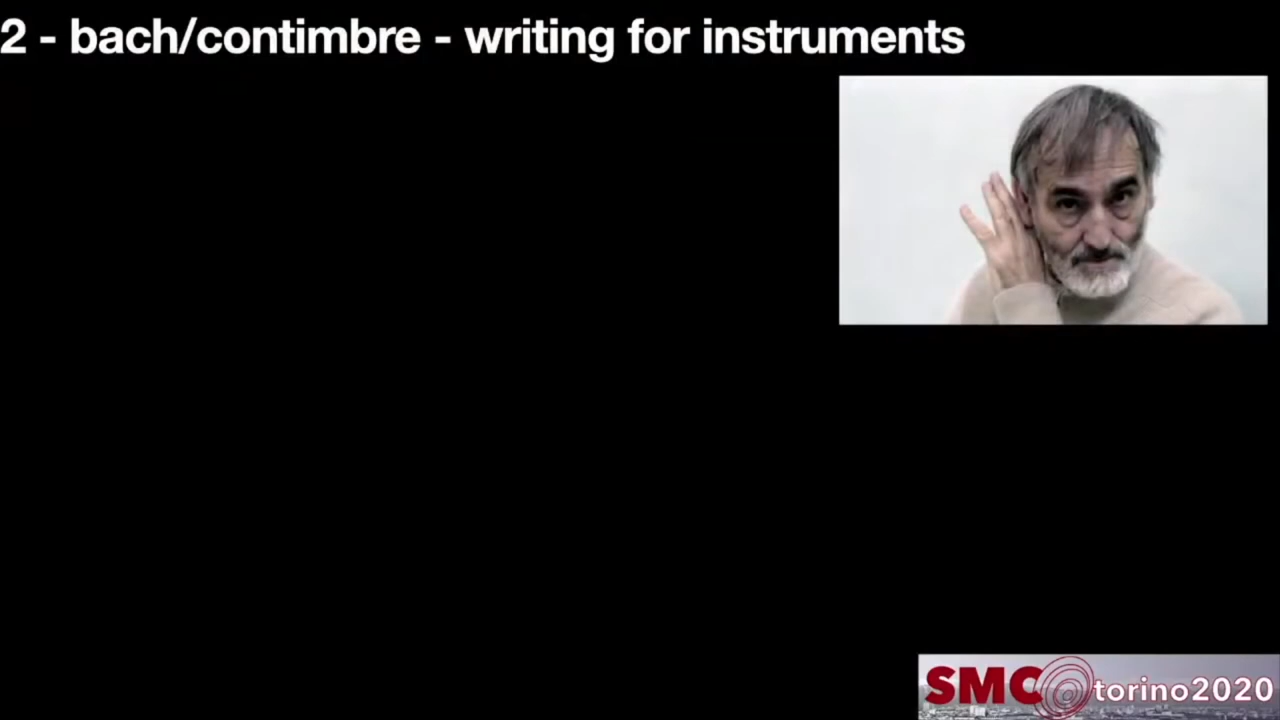 2 - bach/contimbre - writing for instruments
SMC torino2020